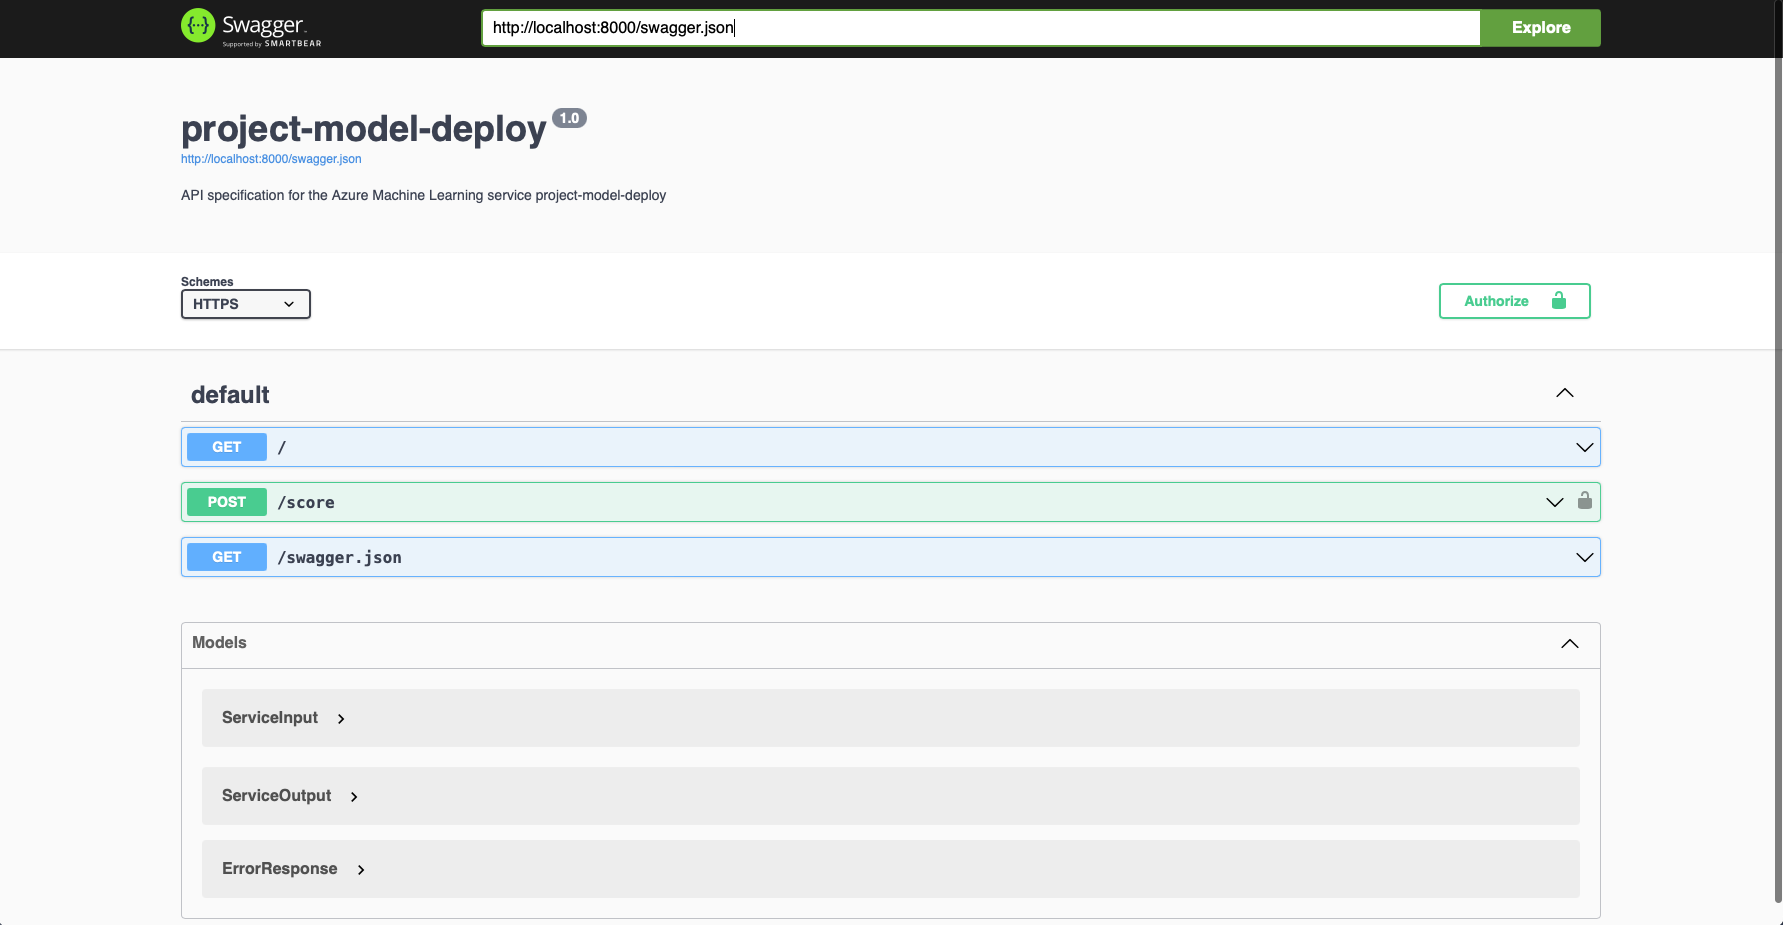 Swagger
Supported by SMARTBEAR
http://localhost:8000/swagger.json
Explore
project-model-deploy 1.0
http://localhost:8000/swagger.json
API specification for the Azure Machine Learning service project-model-deploy
Schemes
HTTPS
Authorize
default
GET /
POST /score
GET /swagger.json
Models
ServiceInput
ServiceOutput
ErrorResponse